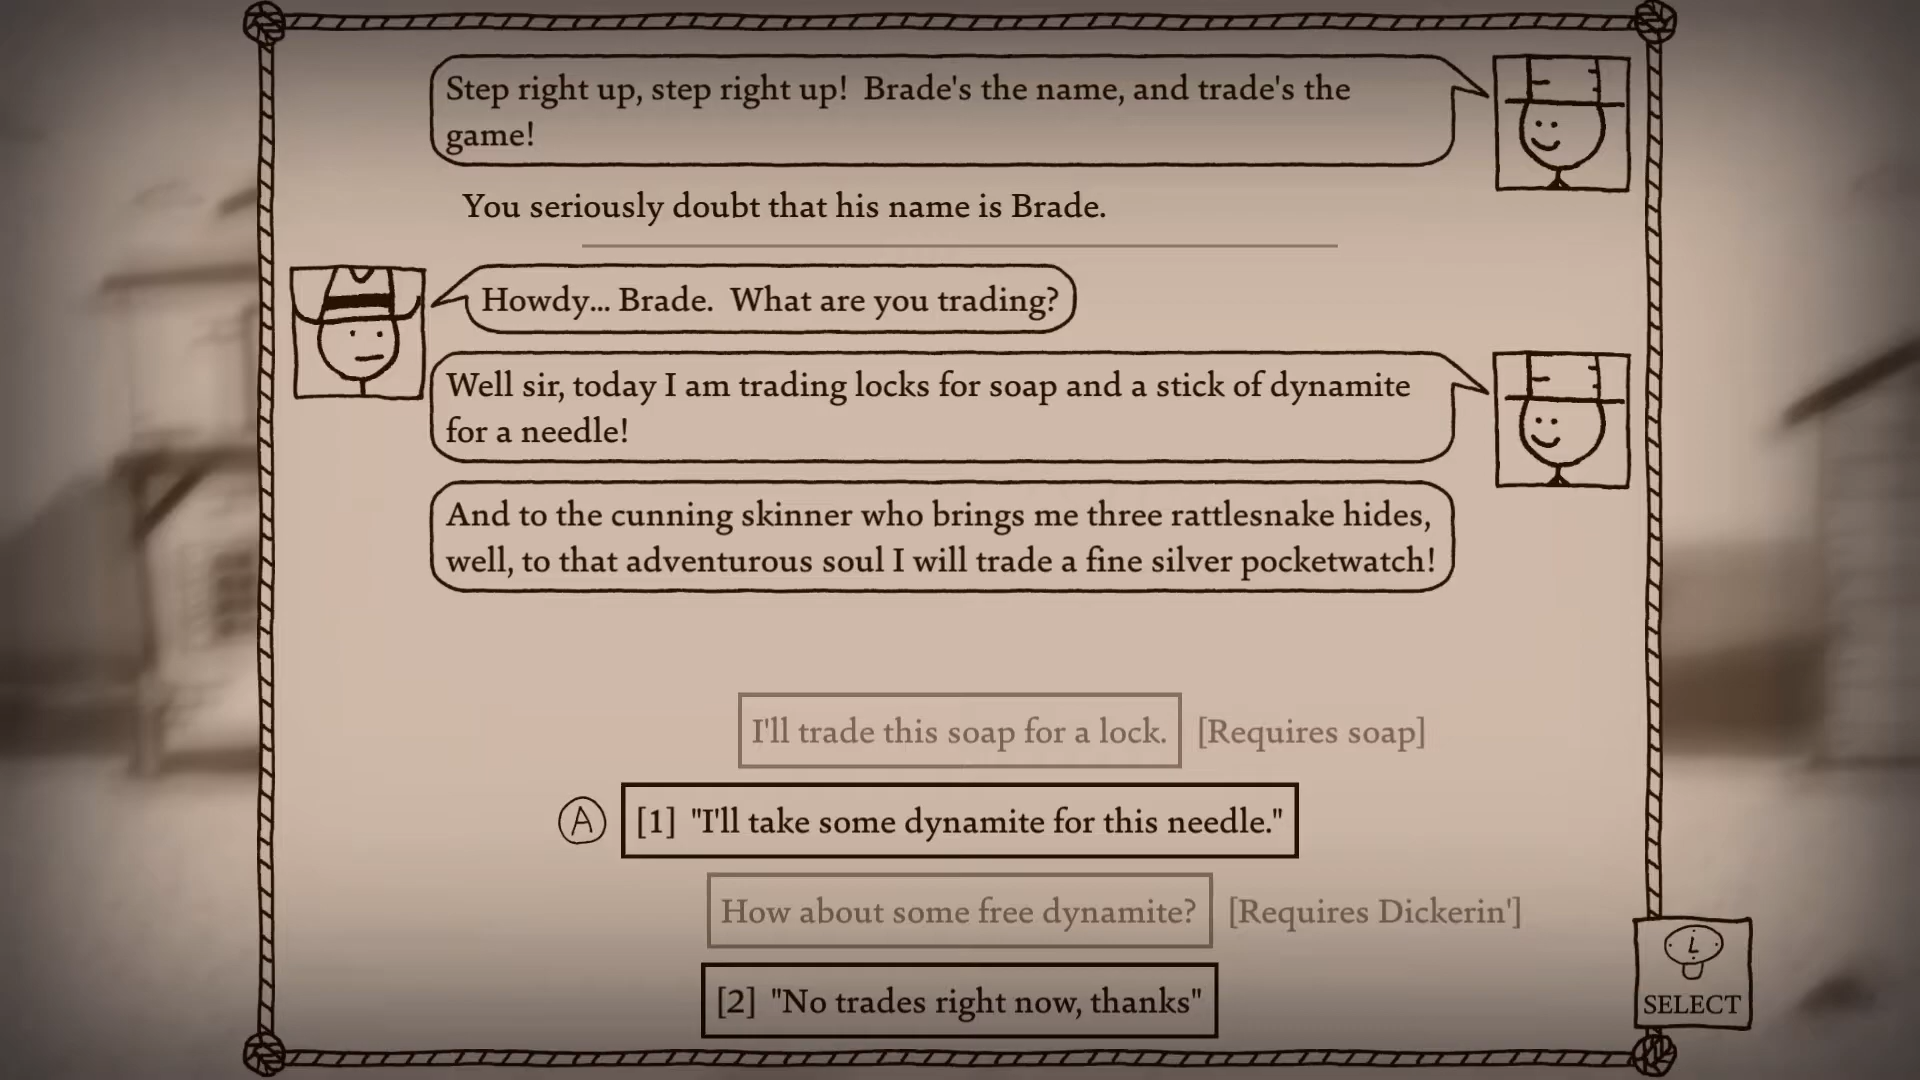 Step right up, step right up!  Brade's the name, and trade's the
game!
You seriously doubt that his name is Brade.
Howdy... Brade.  What are you trading?
Well sir, today I am trading locks for soap and a stick of dynamite
for a needle!
And to the cunning skinner who brings me three rattlesnake hides,
well, to that adventurous soul I will trade a fine silver pocketwatch!
I'll trade this soap for a lock. [Requires soap]
A [1] "I'll take some dynamite for this needle."
How about some free dynamite? [Requires Dickerin']
[2] "No trades right now, thanks"
L
SELECT